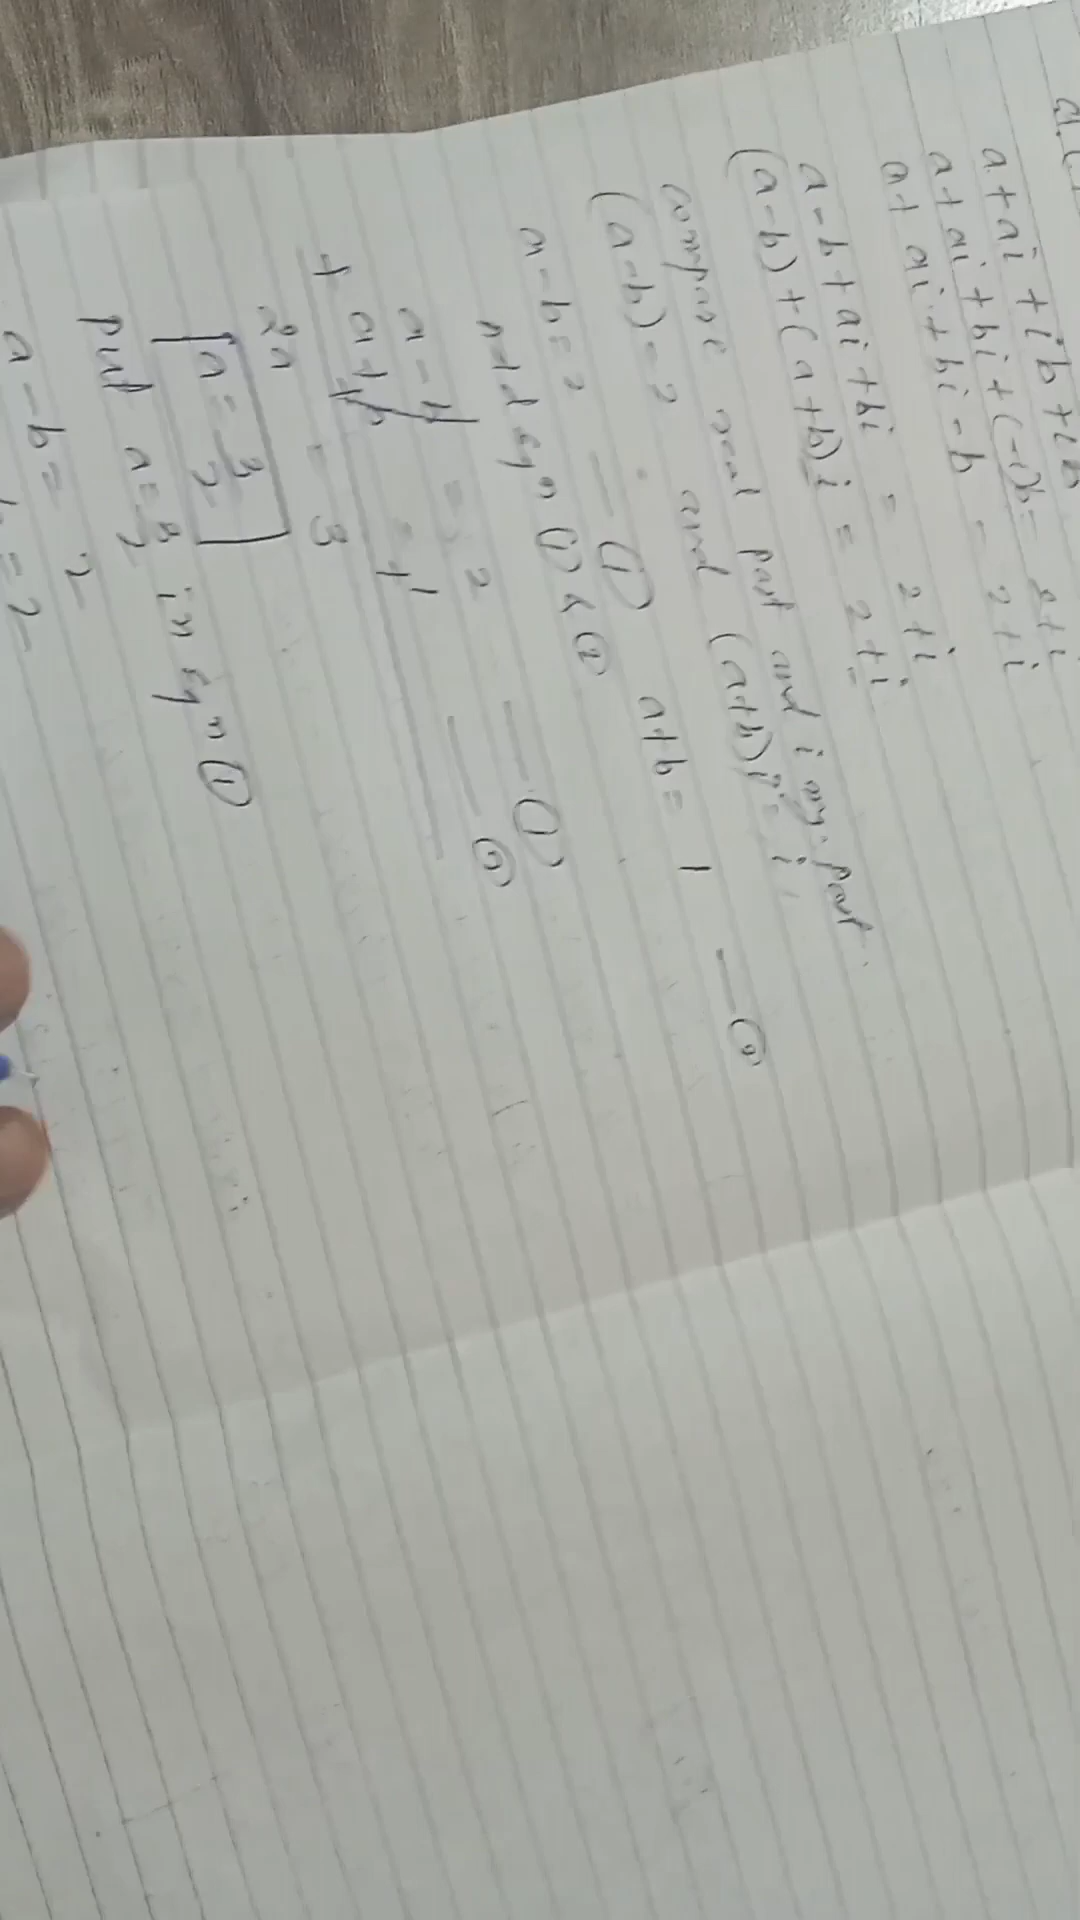 a + ai + i²b + ib = 2+i
a + ai + bi + (-1)b = 2+i
a + ai + bi - b = 2+i
a - b + ai + bi = 2+i
(a-b) + (a+b)i = 2+i
compare real part and img. part.
(a-b) = 2 and (a+b)i = i
a-b = 2 — (1) a+b = 1 — (2)
add eqn (1) & (2)
a - b = 2 — (1)
+ a + b = +1 — (2)
2a = 3
a = 3/2
put a = 3/2 in eqn (1)
a - b = 2